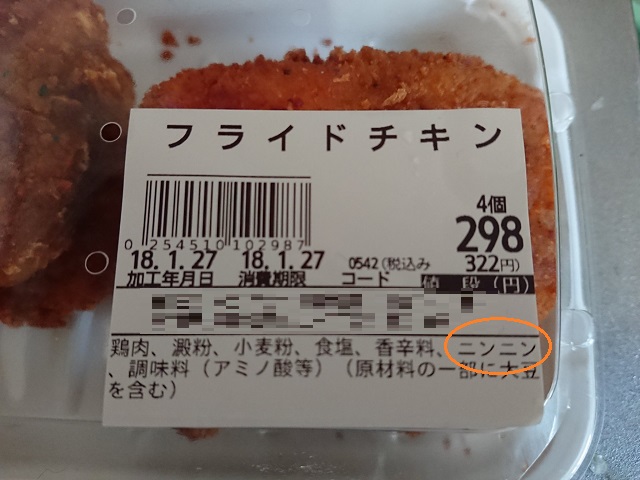 フライドチキン
4個
298
0 254510 102987
18.1.27 18.1.27 0542(税込み 322円)
加工年月日 消費期限 コード 値 段 (円)
鶏肉、澱粉、小麦粉、食塩、香辛料、ニンニン
、調味料(アミノ酸等)(原材料の一部に大豆
を含む)